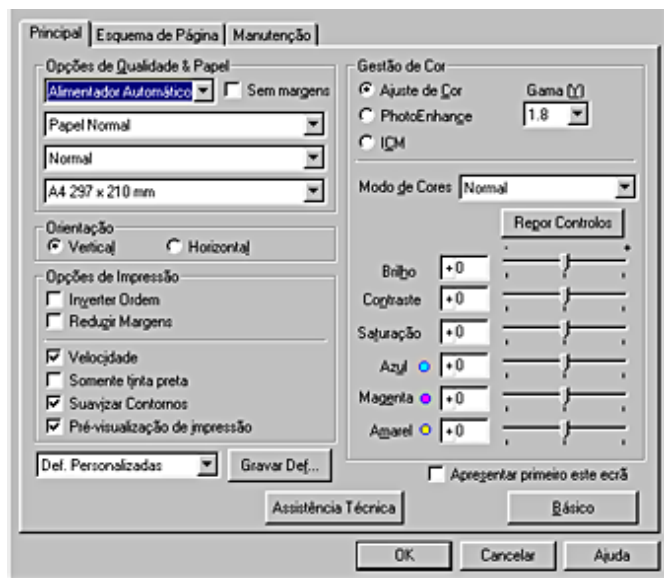 Principal Esquema de Página Manutenção
Opções de Qualidade & Papel
Alimentador Automático Sem margens
Papel Normal
Normal
A4 297 x 210 mm
Orientação
Vertical Horizontal
Opções de Impressão
Inverter Ordem
Reduzir Margens
Velocidade
Somente tinta preta
Suavizar Contornos
Pré-visualização de impressão
Def. Personalizadas Gravar Def...
Gestão de Cor
Ajuste de Cor Gama (Y)
PhotoEnhance 1.8
ICM
Modo de Cores Normal
Repor Controlos
- +
Brilho +0
Contraste +0
Saturação +0
Azul +0
Magenta +0
Amarel +0
Apresentar primeiro este ecrã
Assistência Técnica Básico
OK Cancelar Ajuda